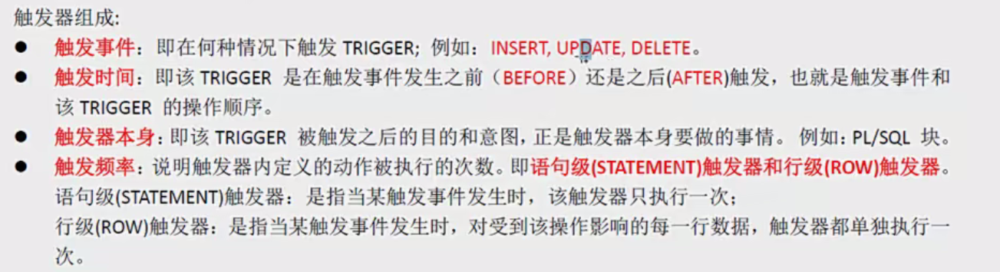 触发器组成:
● 触发事件：即在何种情况下触发 TRIGGER; 例如：INSERT, UPDATE, DELETE。
● 触发时间：即该 TRIGGER 是在触发事件发生之前（BEFORE）还是之后(AFTER)触发，也就是触发事件和
该 TRIGGER 的操作顺序。
● 触发器本身：即该 TRIGGER 被触发之后的目的和意图，正是触发器本身要做的事情。 例如：PL/SQL 块。
● 触发频率：说明触发器内定义的动作被执行的次数。即语句级(STATEMENT)触发器和行级(ROW)触发器。
语句级(STATEMENT)触发器：是指当某触发事件发生时，该触发器只执行一次；
行级(ROW)触发器：是指当某触发事件发生时，对受到该操作影响的每一行数据，触发器都单独执行一
次。